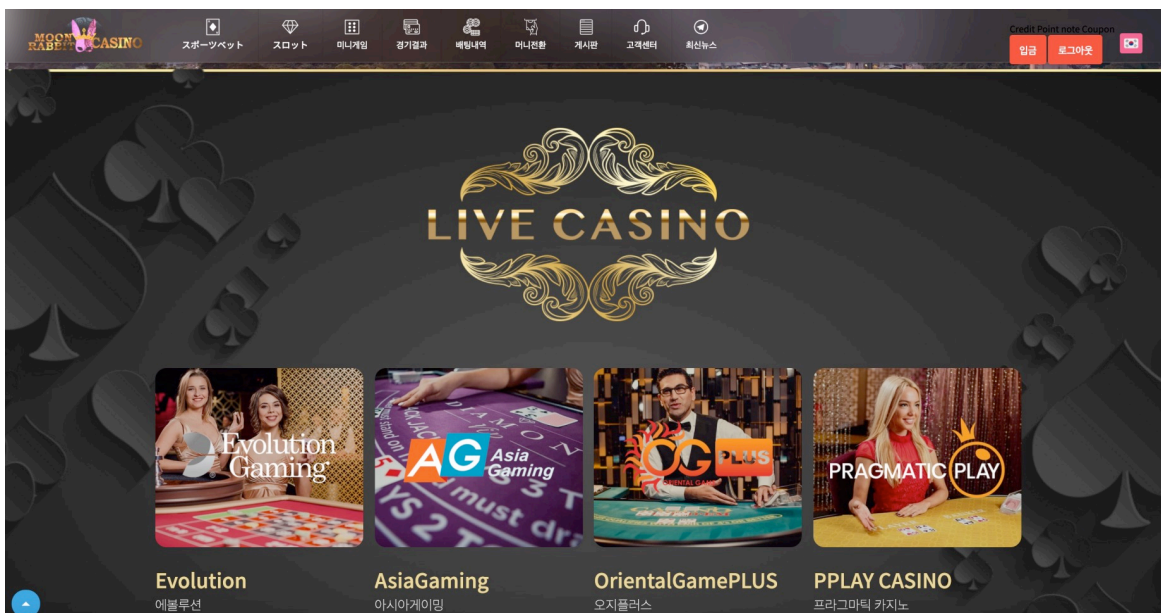 MOON
RABBIT CASINO
スポーツベット
スロット
미니게임
경기결과
배팅내역
머니전환
게시판
고객센터
최신뉴스
Credit Point note Coupon
입금
로그아웃
LIVE CASINO
Evolution
Gaming
AG Asia
Gaming
OG PLUS
ORIENTAL GAME
PRAGMATIC PLAY
Evolution
AsiaGaming
OrientalGamePLUS
PPLAY CASINO
에볼루션
아시아게이밍
오지플러스
프라그마틱 카지노